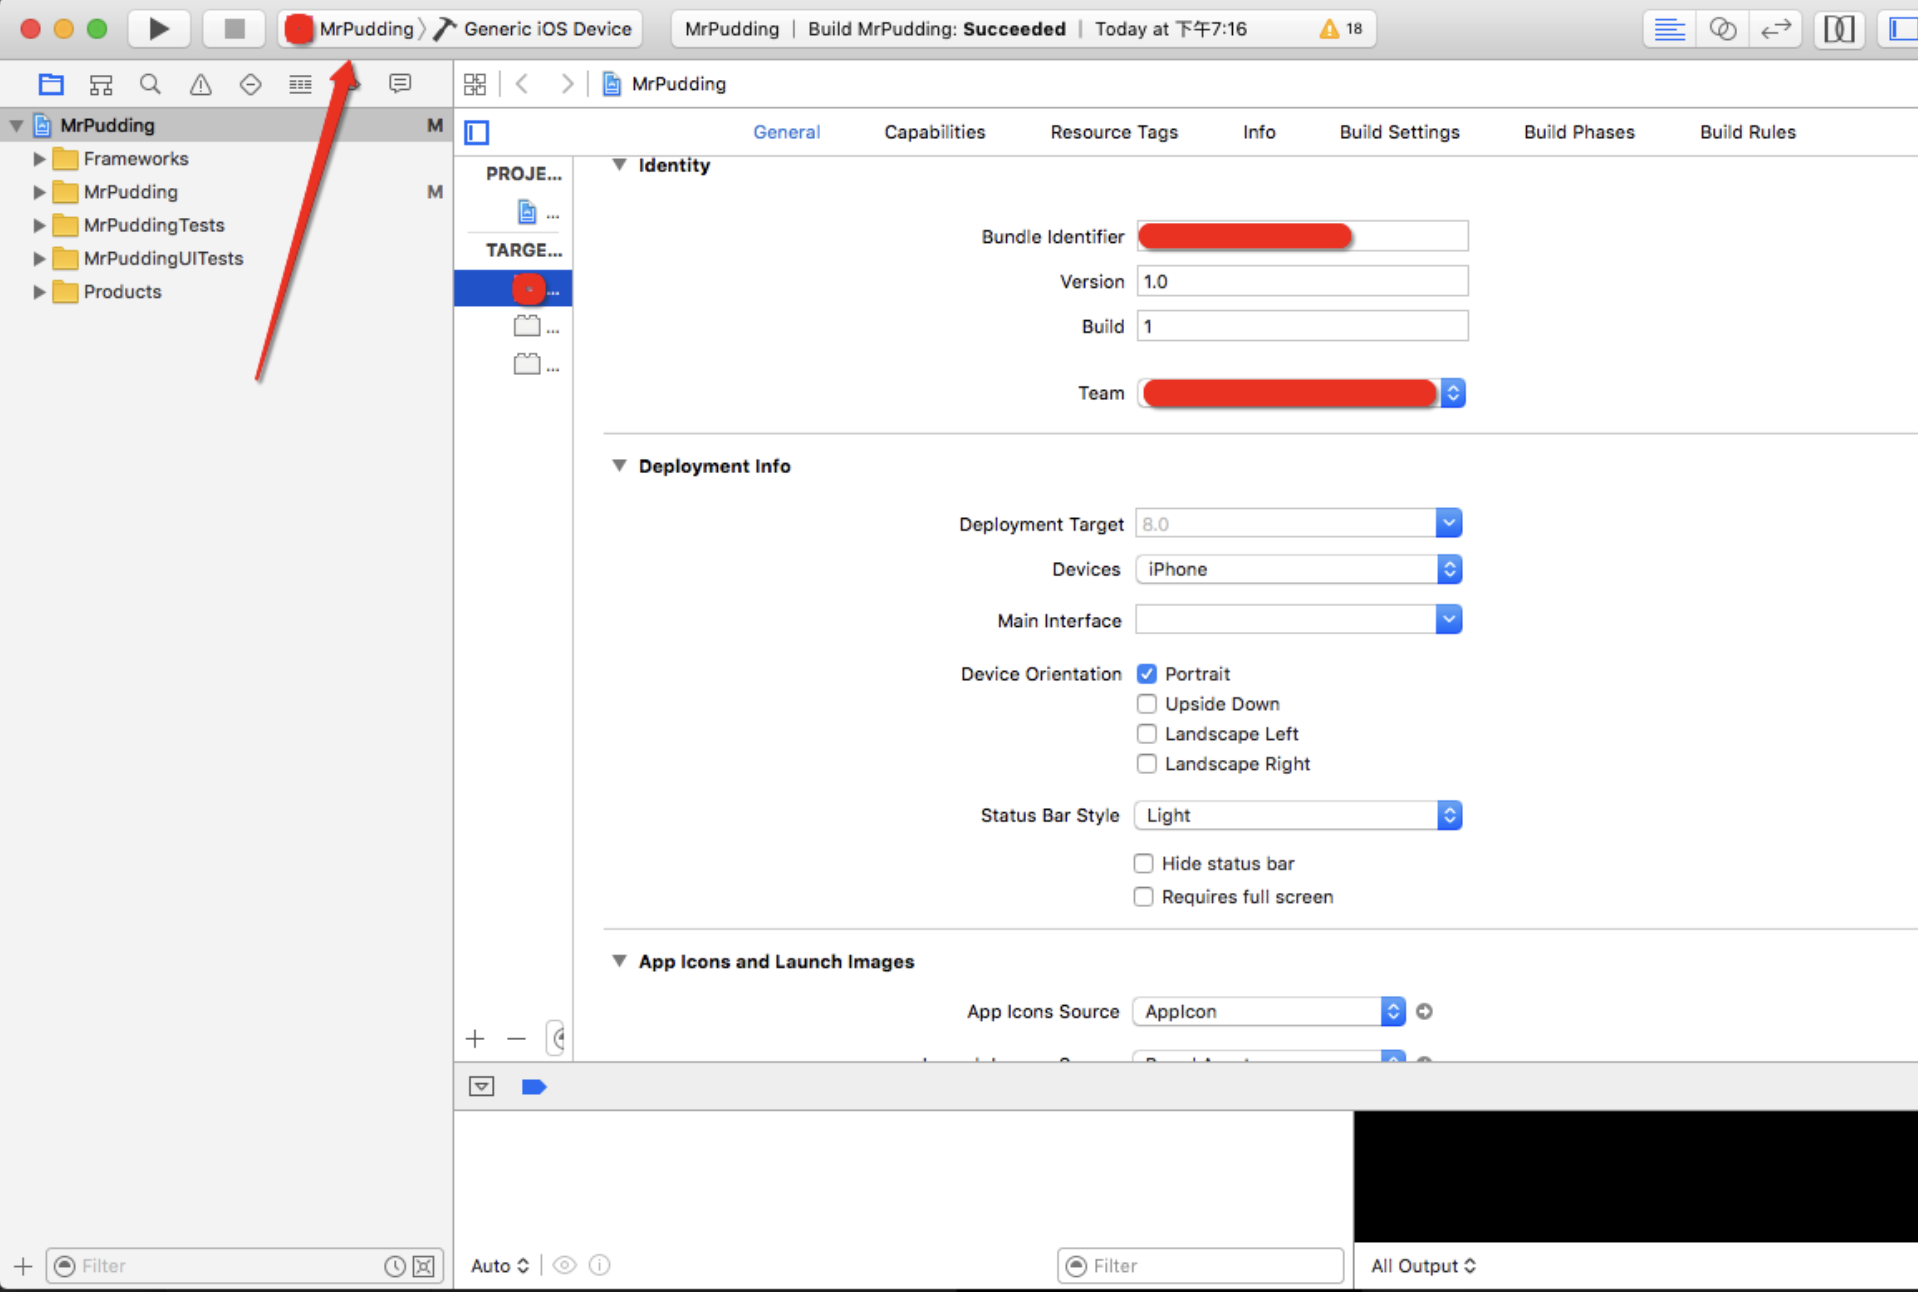 MrPudding 〉 Generic iOS Device
MrPudding | Build MrPudding: Succeeded | Today at 下午7:16
18
MrPudding
MrPudding M
Frameworks
MrPudding M
MrPuddingTests
MrPuddingUITests
Products
General Capabilities Resource Tags Info Build Settings Build Phases Build Rules
PROJE...
...
TARGE...
...
...
...
Identity
Bundle Identifier
Version 1.0
Build 1
Team
Deployment Info
Deployment Target 8.0
Devices iPhone
Main Interface
Device Orientation Portrait
Upside Down
Landscape Left
Landscape Right
Status Bar Style Light
Hide status bar
Requires full screen
App Icons and Launch Images
App Icons Source AppIcon
Filter
Auto
Filter
All Output